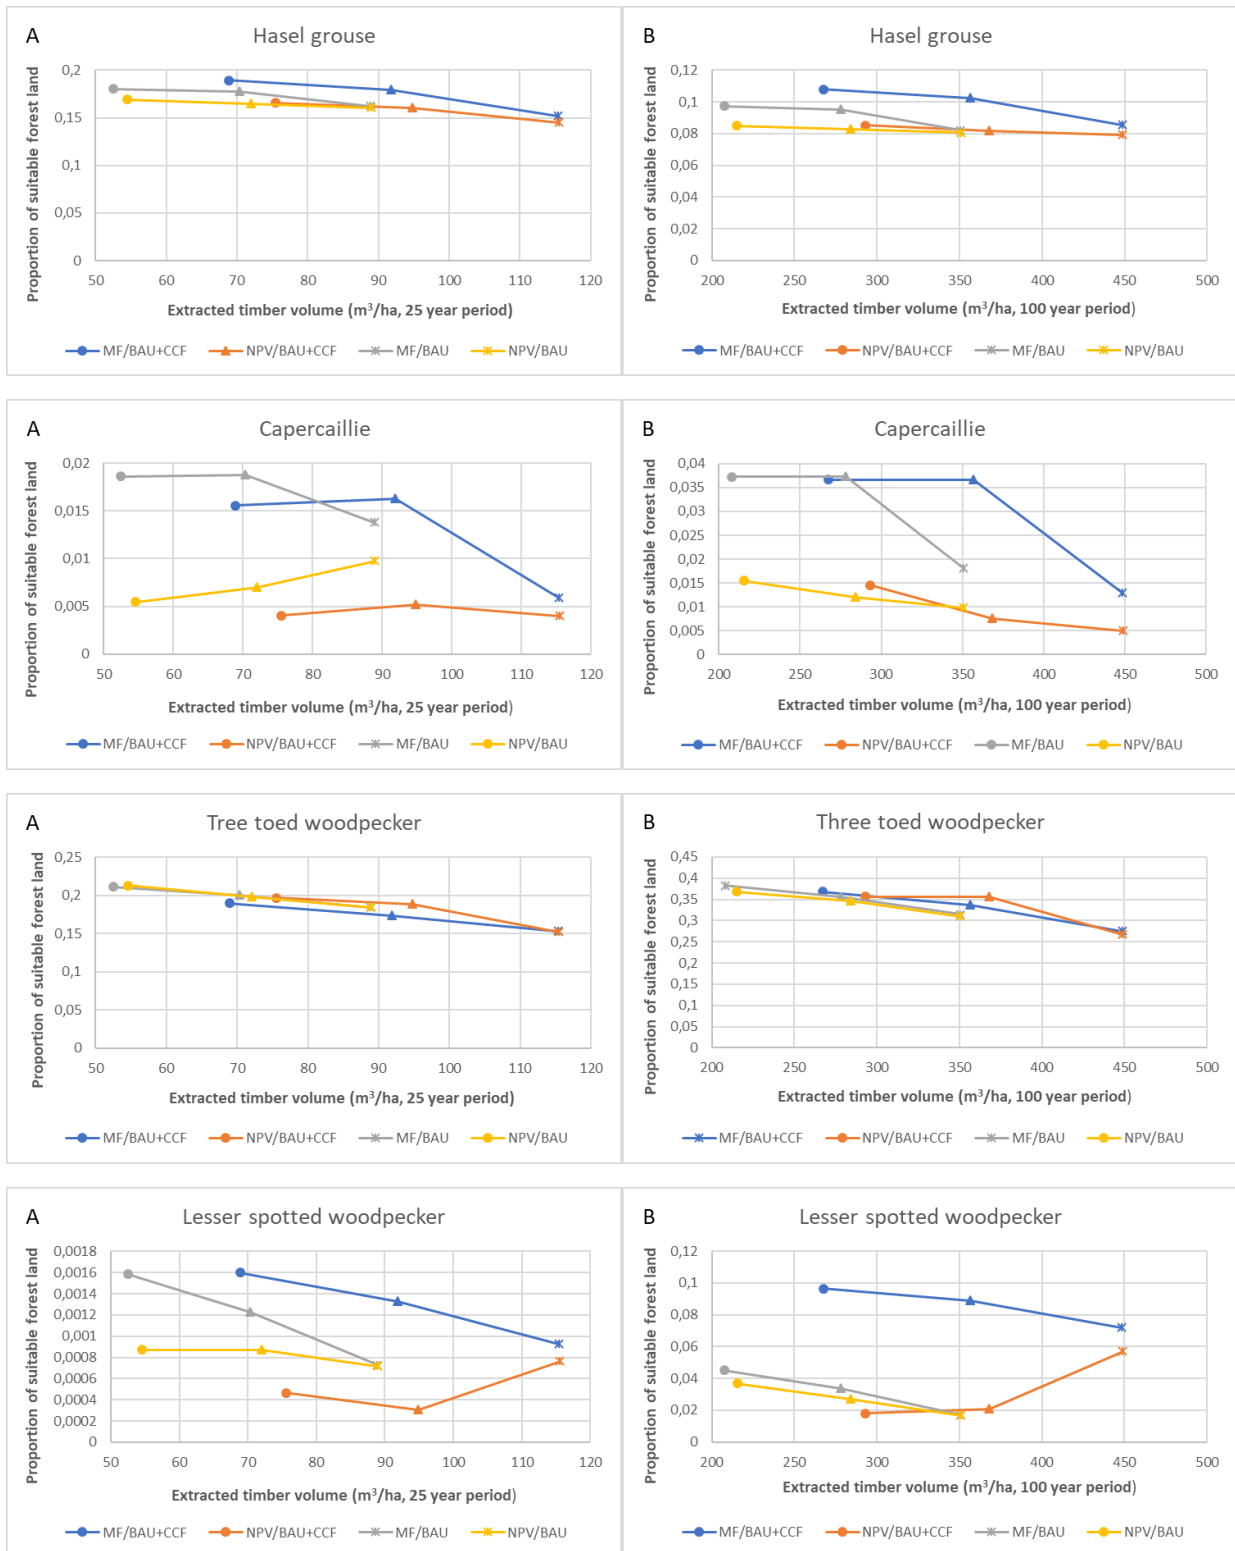 A
Hasel grouse
Proportion of suitable forest land
0,2
0,15
0,1
0,05
0
50 60 70 80 90 100 110 120
Extracted timber volume (m³/ha, 25 year period)
MF/BAU+CCF NPV/BAU+CCF MF/BAU NPV/BAU
B
Hasel grouse
Proportion of suitable forest land
0,12
0,1
0,08
0,06
0,04
0,02
0
200 250 300 350 400 450 500
Extracted timber volume (m³/ha, 100 year period)
MF/BAU+CCF NPV/BAU+CCF MF/BAU NPV/BAU
A
Capercaillie
Proportion of suitable forest land
0,02
0,015
0,01
0,005
0
50 60 70 80 90 100 110 120
Extracted timber volume (m³/ha, 25 year period)
MF/BAU+CCF NPV/BAU+CCF MF/BAU NPV/BAU
B
Capercaillie
Proportion of suitable forest land
0,04
0,035
0,03
0,025
0,02
0,015
0,01
0,005
0
200 250 300 350 400 450 500
Extracted timber volume (m³/ha, 100 year period)
MF/BAU+CCF NPV/BAU+CCF MF/BAU NPV/BAU
A
Tree toed woodpecker
Proportion of suitable forest land
0,25
0,2
0,15
0,1
0,05
0
50 60 70 80 90 100 110 120
Extracted timber volume (m³/ha, 25 year period)
MF/BAU+CCF NPV/BAU+CCF MF/BAU NPV/BAU
B
Three toed woodpecker
Proportion of suitable forest land
0,45
0,4
0,35
0,3
0,25
0,2
0,15
0,1
0,05
0
200 250 300 350 400 450 500
Extracted timber volume (m³/ha, 100 year period)
MF/BAU+CCF NPV/BAU+CCF MF/BAU NPV/BAU
A
Lesser spotted woodpecker
Proportion of suitable forest land
0,0018
0,0016
0,0014
0,0012
0,001
0,0008
0,0006
0,0004
0,0002
0
50 60 70 80 90 100 110 120
Extracted timber volume (m³/ha, 25 year period)
MF/BAU+CCF NPV/BAU+CCF MF/BAU NPV/BAU
B
Lesser spotted woodpecker
Proportion of suitable forest land
0,12
0,1
0,08
0,06
0,04
0,02
0
200 250 300 350 400 450 500
Extracted timber volume (m³/ha, 100 year period)
MF/BAU+CCF NPV/BAU+CCF MF/BAU NPV/BAU